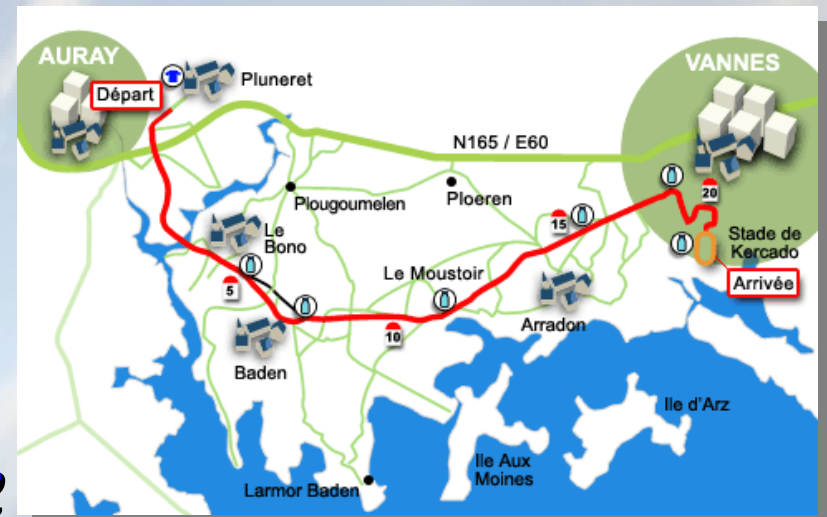 AURAY
Départ
Pluneret
VANNES
N165 / E60
Plougoumelen
Ploeren
20
15
Le
Bono
Stade de
Kercado
Le Moustoir
Arrivée
5
10
Arradon
Baden
Ile d'Arz
Ile Aux
Moines
Larmor Baden